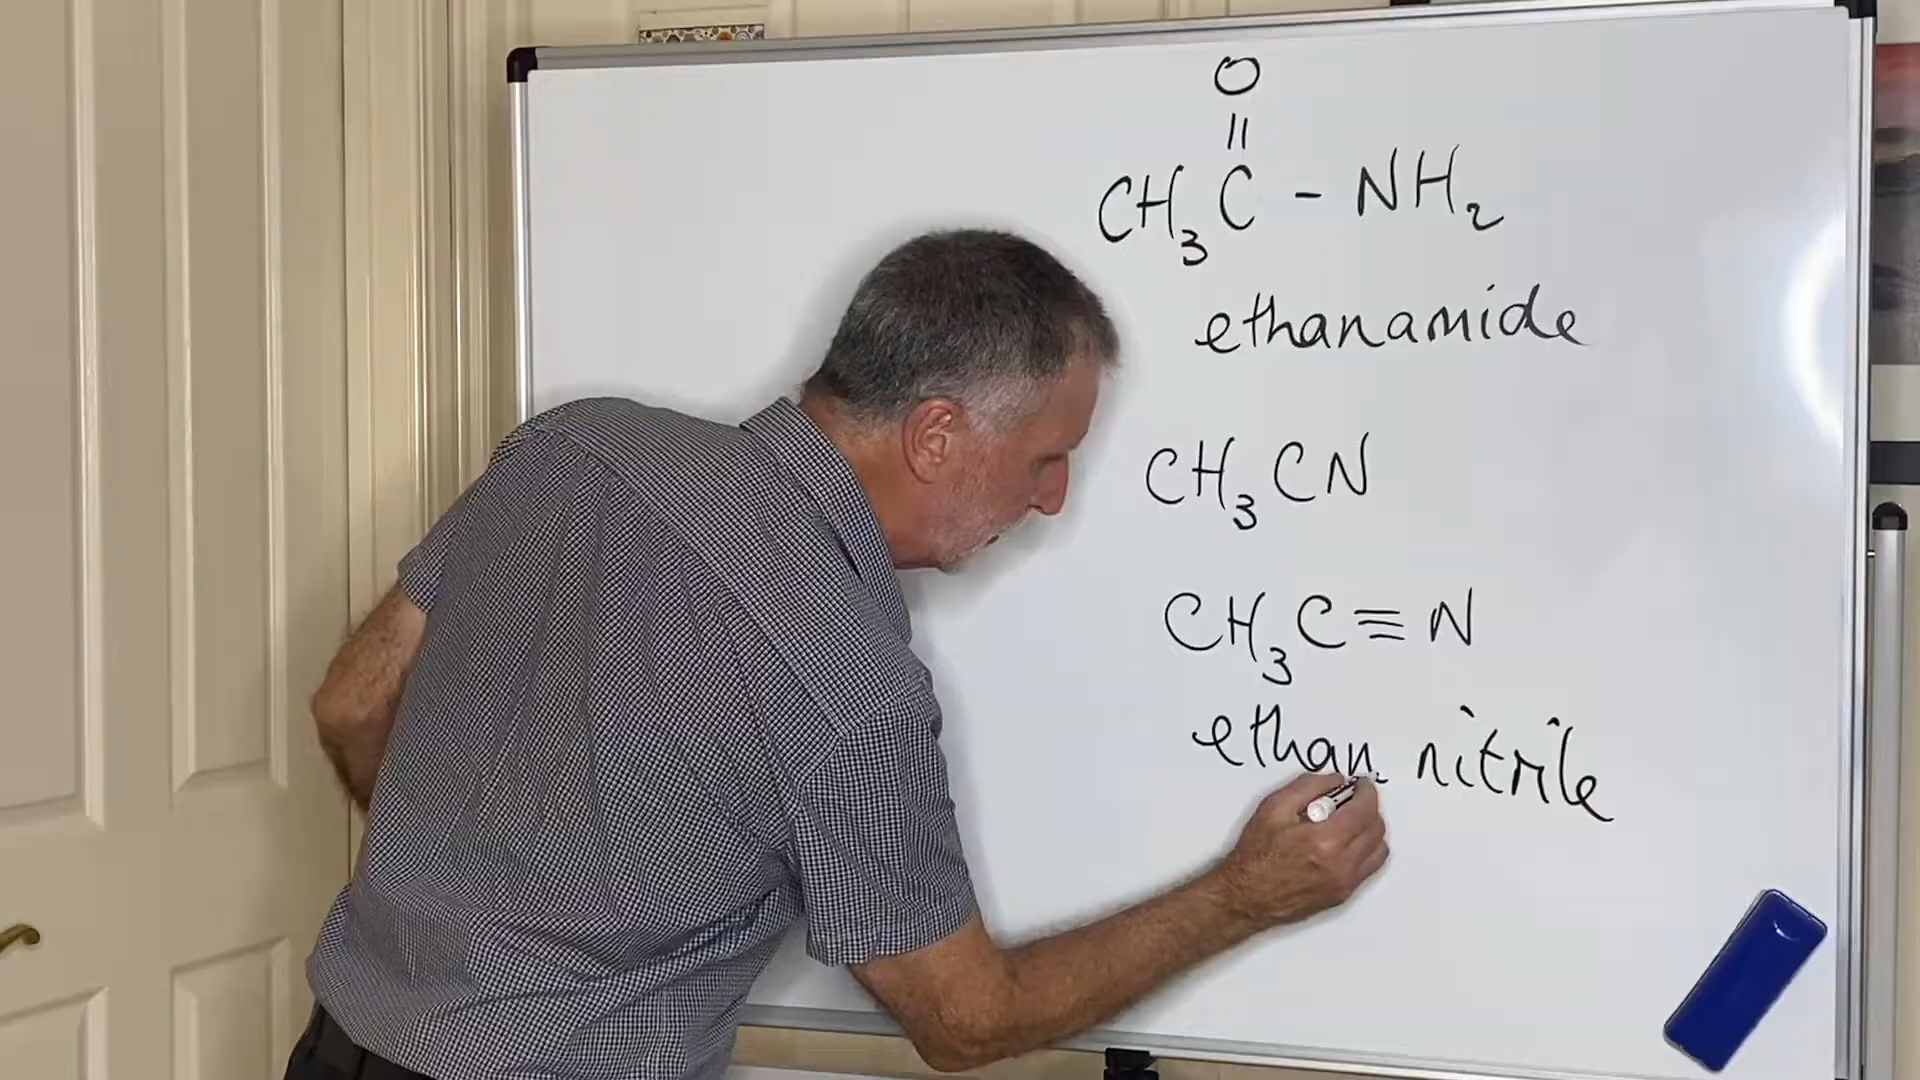 O
||
CH₃C - NH₂
ethanamide
CH₃CN
CH₃C≡N
ethan nitrile